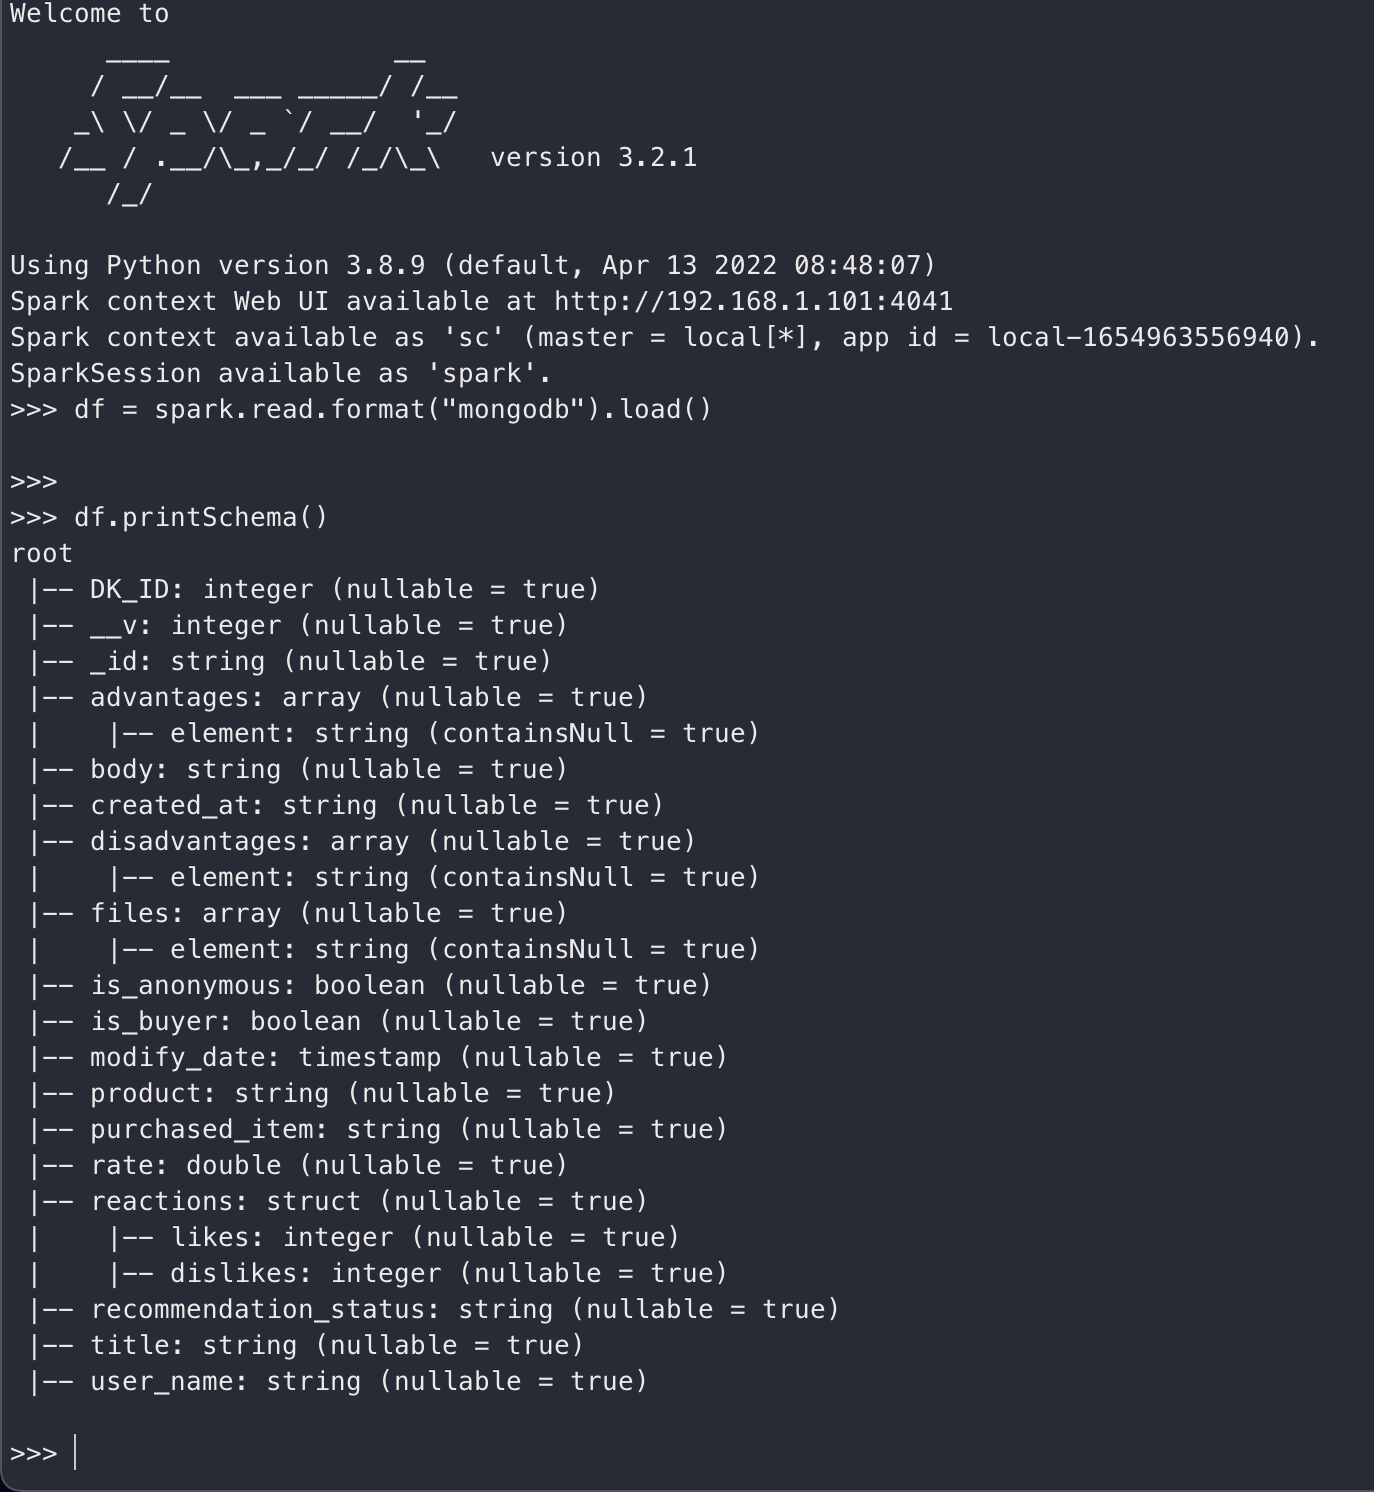 Welcome to
      ____              __
     / __/__  ___ _____/ /__
    _\ \/ _ \/ _ `/ __/  '_/
   /__ / .__/\_,_/_/ /_/\_\   version 3.2.1
      /_/

Using Python version 3.8.9 (default, Apr 13 2022 08:48:07)
Spark context Web UI available at http://192.168.1.101:4041
Spark context available as 'sc' (master = local[*], app id = local-1654963556940).
SparkSession available as 'spark'.
>>> df = spark.read.format("mongodb").load()

>>>
>>> df.printSchema()
root
 |-- DK_ID: integer (nullable = true)
 |-- __v: integer (nullable = true)
 |-- _id: string (nullable = true)
 |-- advantages: array (nullable = true)
 |    |-- element: string (containsNull = true)
 |-- body: string (nullable = true)
 |-- created_at: string (nullable = true)
 |-- disadvantages: array (nullable = true)
 |    |-- element: string (containsNull = true)
 |-- files: array (nullable = true)
 |    |-- element: string (containsNull = true)
 |-- is_anonymous: boolean (nullable = true)
 |-- is_buyer: boolean (nullable = true)
 |-- modify_date: timestamp (nullable = true)
 |-- product: string (nullable = true)
 |-- purchased_item: string (nullable = true)
 |-- rate: double (nullable = true)
 |-- reactions: struct (nullable = true)
 |    |-- likes: integer (nullable = true)
 |    |-- dislikes: integer (nullable = true)
 |-- recommendation_status: string (nullable = true)
 |-- title: string (nullable = true)
 |-- user_name: string (nullable = true)

>>>